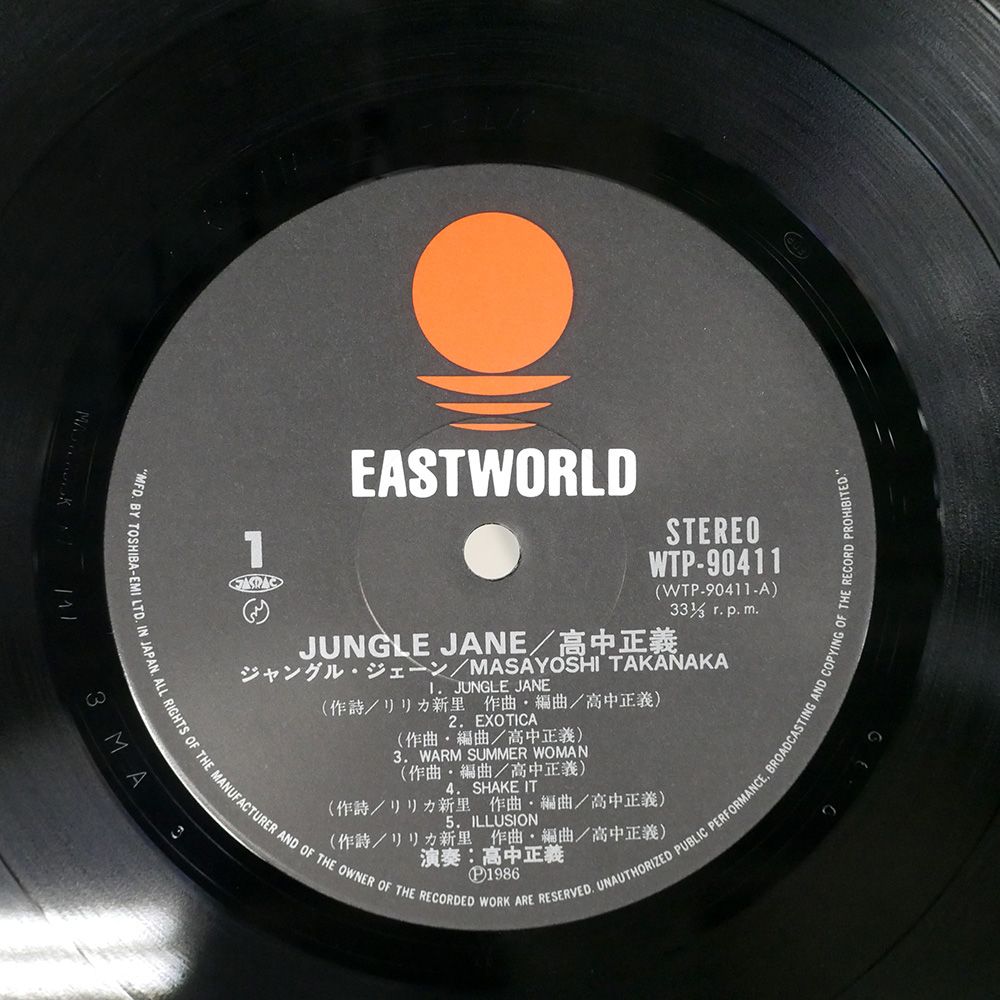 EASTWORLD
1
JASRAC
STEREO
WTP-90411
(WTP-90411-A)
33⅓ r.p.m.
JUNGLE JANE／高中正義
ジャングル・ジェーン／MASAYOSHI TAKANAKA
1. JUNGLE JANE
(作詩／リリカ新里 作曲・編曲／高中正義)
2. EXOTICA
(作曲・編曲／高中正義)
3. WARM SUMMER WOMAN
(作曲・編曲／高中正義)
4. SHAKE IT
(作詩／リリカ新里 作曲・編曲／高中正義)
5. ILLUSION
(作詩／リリカ新里 作曲・編曲／高中正義)
演奏：高中正義
Ⓟ1986
"MFD. BY TOSHIBA-EMI LTD. IN JAPAN. ALL RIGHTS OF THE MANUFACTURER AND OF THE OWNER OF THE RECORDED WORK ARE RESERVED. UNAUTHORIZED PUBLIC PERFORMANCE, BROADCASTING AND COPYING OF THE RECORD PROHIBITED."
3 M A 3